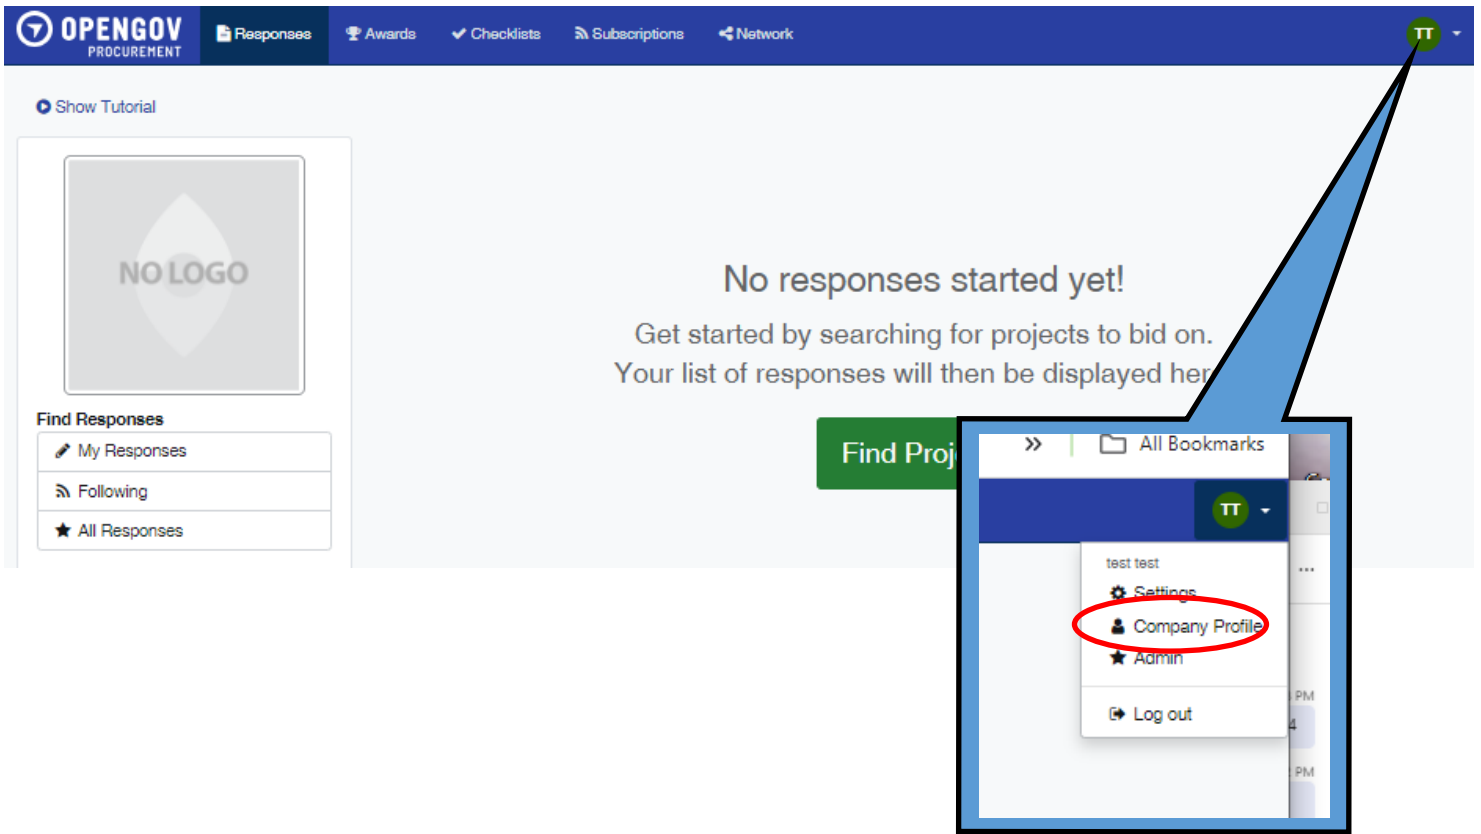 OPENGOV
PROCUREMENT
Responses
Awards
Checklists
Subscriptions
Network
TT
Show Tutorial
NO LOGO
No responses started yet!
Get started by searching for projects to bid on.
Your list of responses will then be displayed her
Find Responses
My Responses
Following
All Responses
Find Proj
All Bookmarks
TT
test test
Settings
Company Profile
Admin
Log out
PM
4
PM